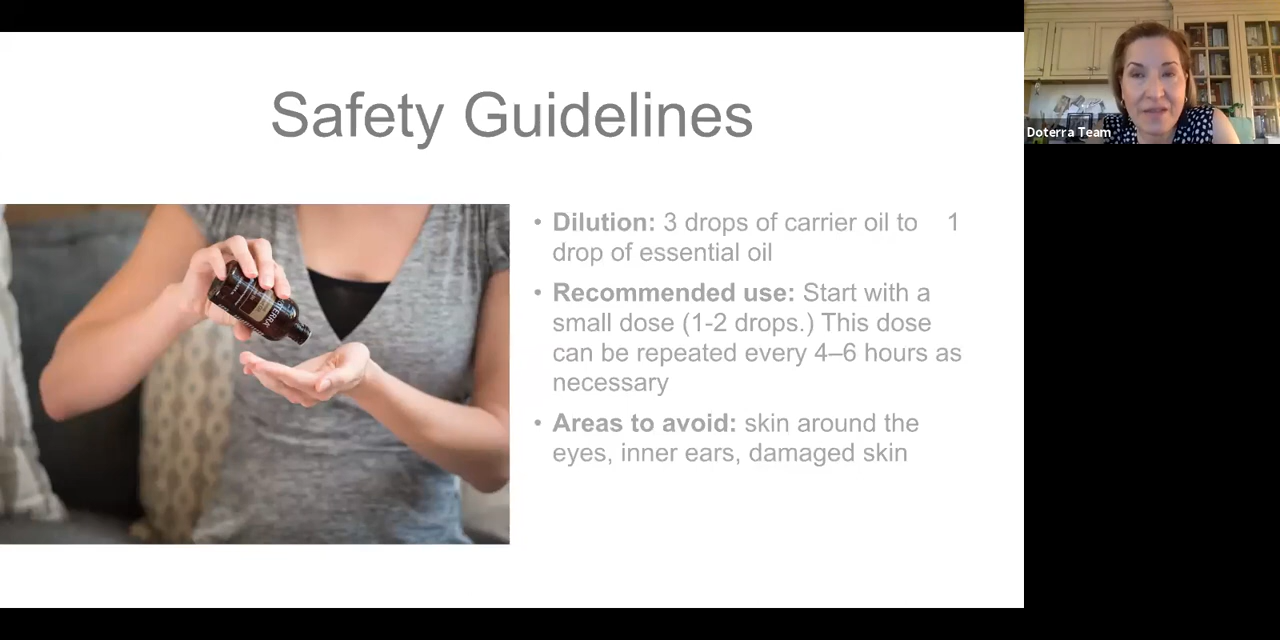 Safety Guidelines
• Dilution: 3 drops of carrier oil to 1
drop of essential oil
• Recommended use: Start with a
small dose (1-2 drops.) This dose
can be repeated every 4–6 hours as
necessary
• Areas to avoid: skin around the
eyes, inner ears, damaged skin
Doterra Team